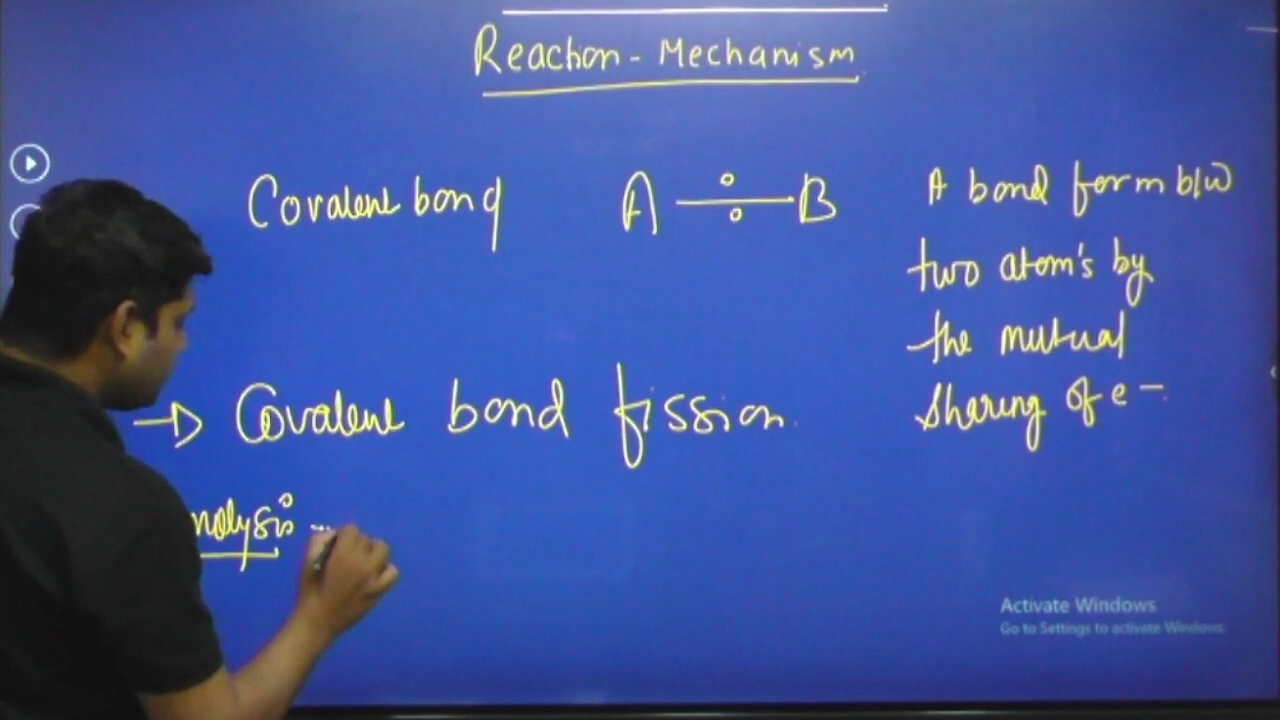 Reaction - Mechanism
Covalent bond
A B
A bond form b/w
two atom's by
the mutual
sharing of e-
→ Covalent bond fission
Activate Windows
Go to Settings to activate Windows.